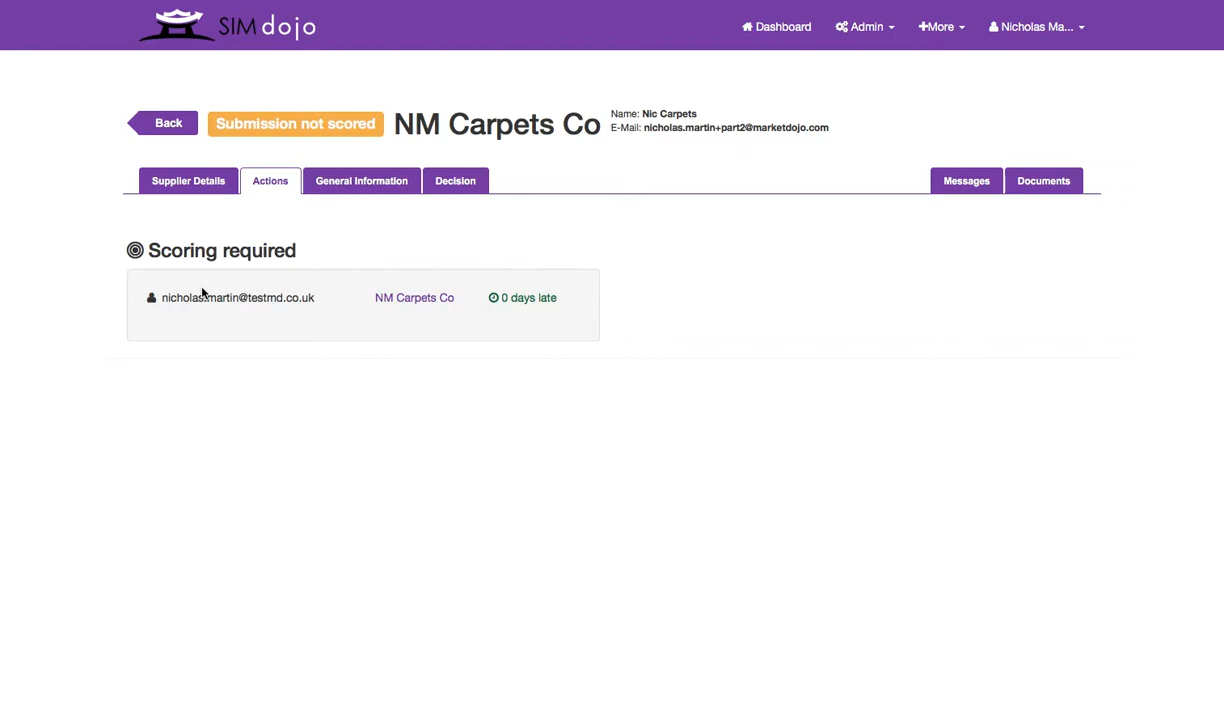 SIM dojo
Dashboard Admin +More Nicholas Ma...
Back
Submission not scored
NM Carpets Co
Name: Nic Carpets
E-Mail: nicholas.martin+part2@marketdojo.com
Supplier Details Actions General Information Decision Messages Documents
Scoring required
nicholas.martin@testmd.co.uk NM Carpets Co 0 days late